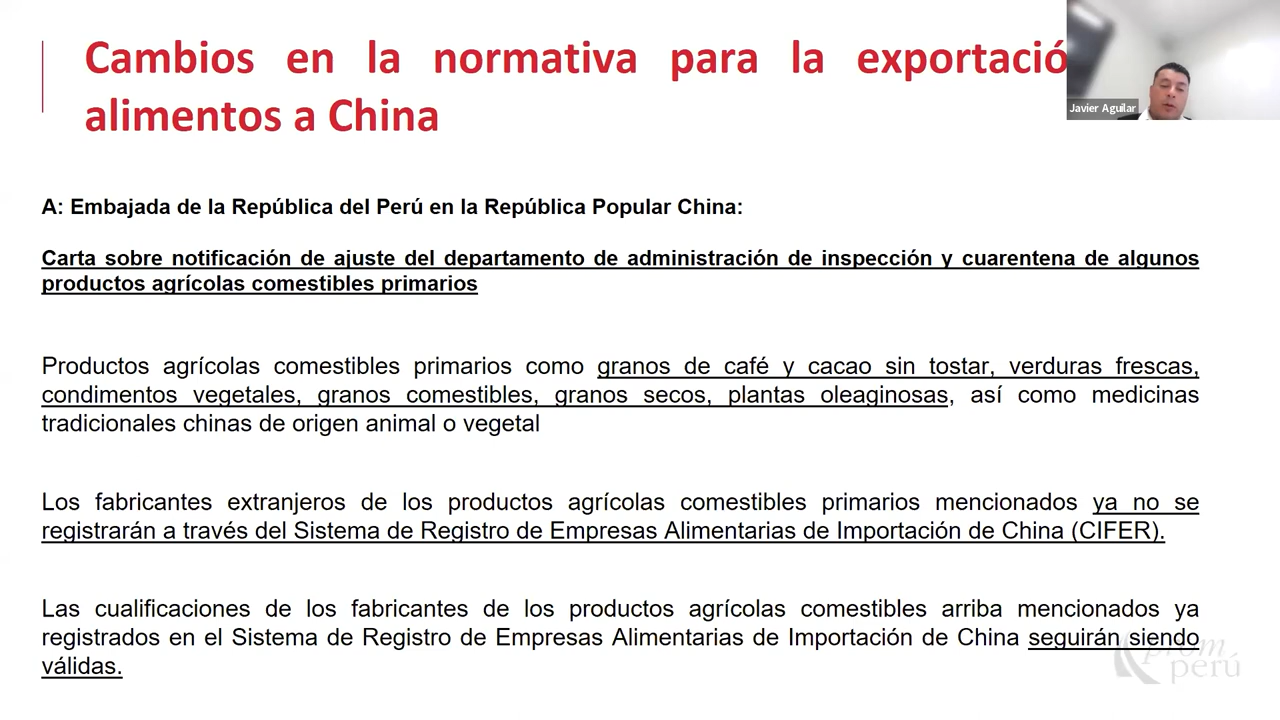 Cambios en la normativa para la exportació
alimentos a China
Javier Aguilar
A: Embajada de la República del Perú en la República Popular China:
Carta sobre notificación de ajuste del departamento de administración de inspección y cuarentena de algunos
productos agrícolas comestibles primarios
Productos agrícolas comestibles primarios como granos de café y cacao sin tostar, verduras frescas,
condimentos vegetales, granos comestibles, granos secos, plantas oleaginosas, así como medicinas
tradicionales chinas de origen animal o vegetal
Los fabricantes extranjeros de los productos agrícolas comestibles primarios mencionados ya no se
registrarán a través del Sistema de Registro de Empresas Alimentarias de Importación de China (CIFER).
Las cualificaciones de los fabricantes de los productos agrícolas comestibles arriba mencionados ya
registrados en el Sistema de Registro de Empresas Alimentarias de Importación de China seguirán siendo
válidas.
prom
perú